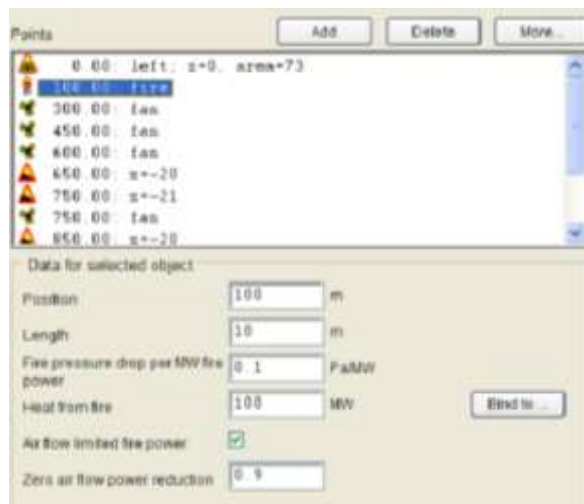 Points Add Delete More...
0.00: left; z=0, area=73
100.00: fire
300.00: fan
450.00: fan
600.00: fan
650.00: z=-20
750.00: z=-21
750.00: fan
850.00: z=-20
Data for selected object
Position 100 m
Length 10 m
Fire pressure drop per MW fire
power 0.1 Pa/MW
Heat from fire 100 MW Bind to ...
Air flow limited fire power
Zero air flow power reduction 0.9